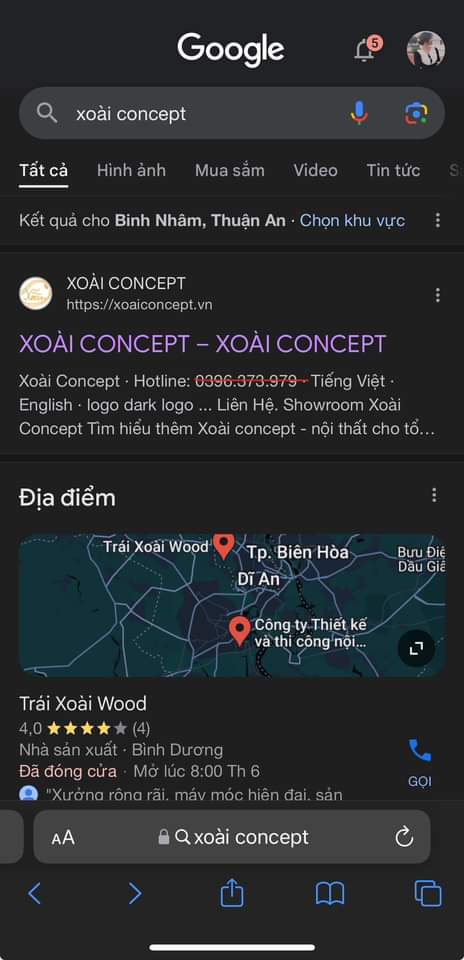 Google
5
xoài concept
Tất cả
Hình ảnh
Mua sắm
Video
Tin tức
Kết quả cho Bình Nhâm, Thuận An · Chọn khu vực
XOÀI CONCEPT
https://xoaiconcept.vn
XOÀI CONCEPT – XOÀI CONCEPT
Xoài Concept · Hotline: 0396.373.979 · Tiếng Việt ·
English · logo dark logo ... Liên Hệ. Showroom Xoài
Concept Tìm hiểu thêm Xoài concept - nội thất cho tổ...
Địa điểm
Trái Xoài Wood
Tp. Biên Hòa
Bưu Điệ
Dầu Giâ
Dĩ An
Công ty Thiết kế
và thi công nội...
Trái Xoài Wood
4,0 (4)
Nhà sản xuất · Bình Dương
Đã đóng cửa · Mở lúc 8:00 Th 6
GỌI
"Xưởng rộng rãi, máy móc hiện đại, sản
AA
xoài concept